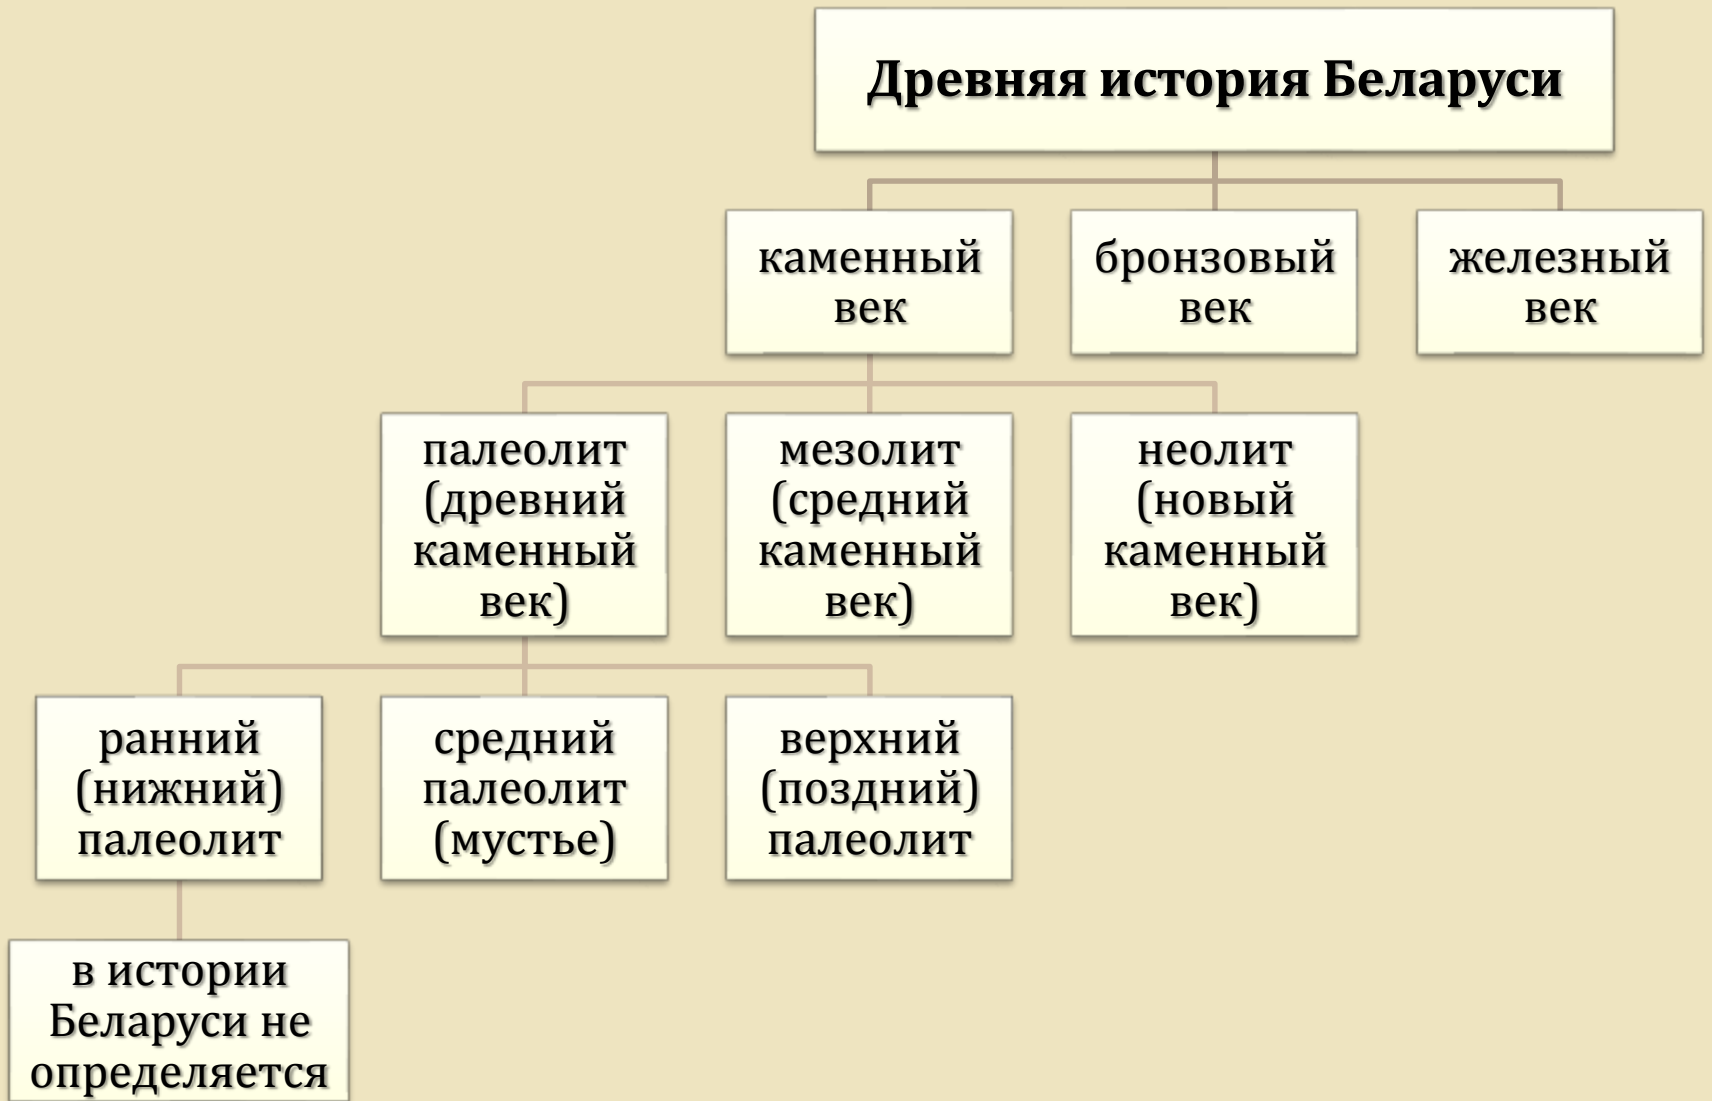 Древняя история Беларуси
каменный
век
бронзовый
век
железный
век
палеолит
(древний
каменный
век)
мезолит
(средний
каменный
век)
неолит
(новый
каменный
век)
ранний
(нижний)
палеолит
средний
палеолит
(мустье)
верхний
(поздний)
палеолит
в истории
Беларуси не
определяется